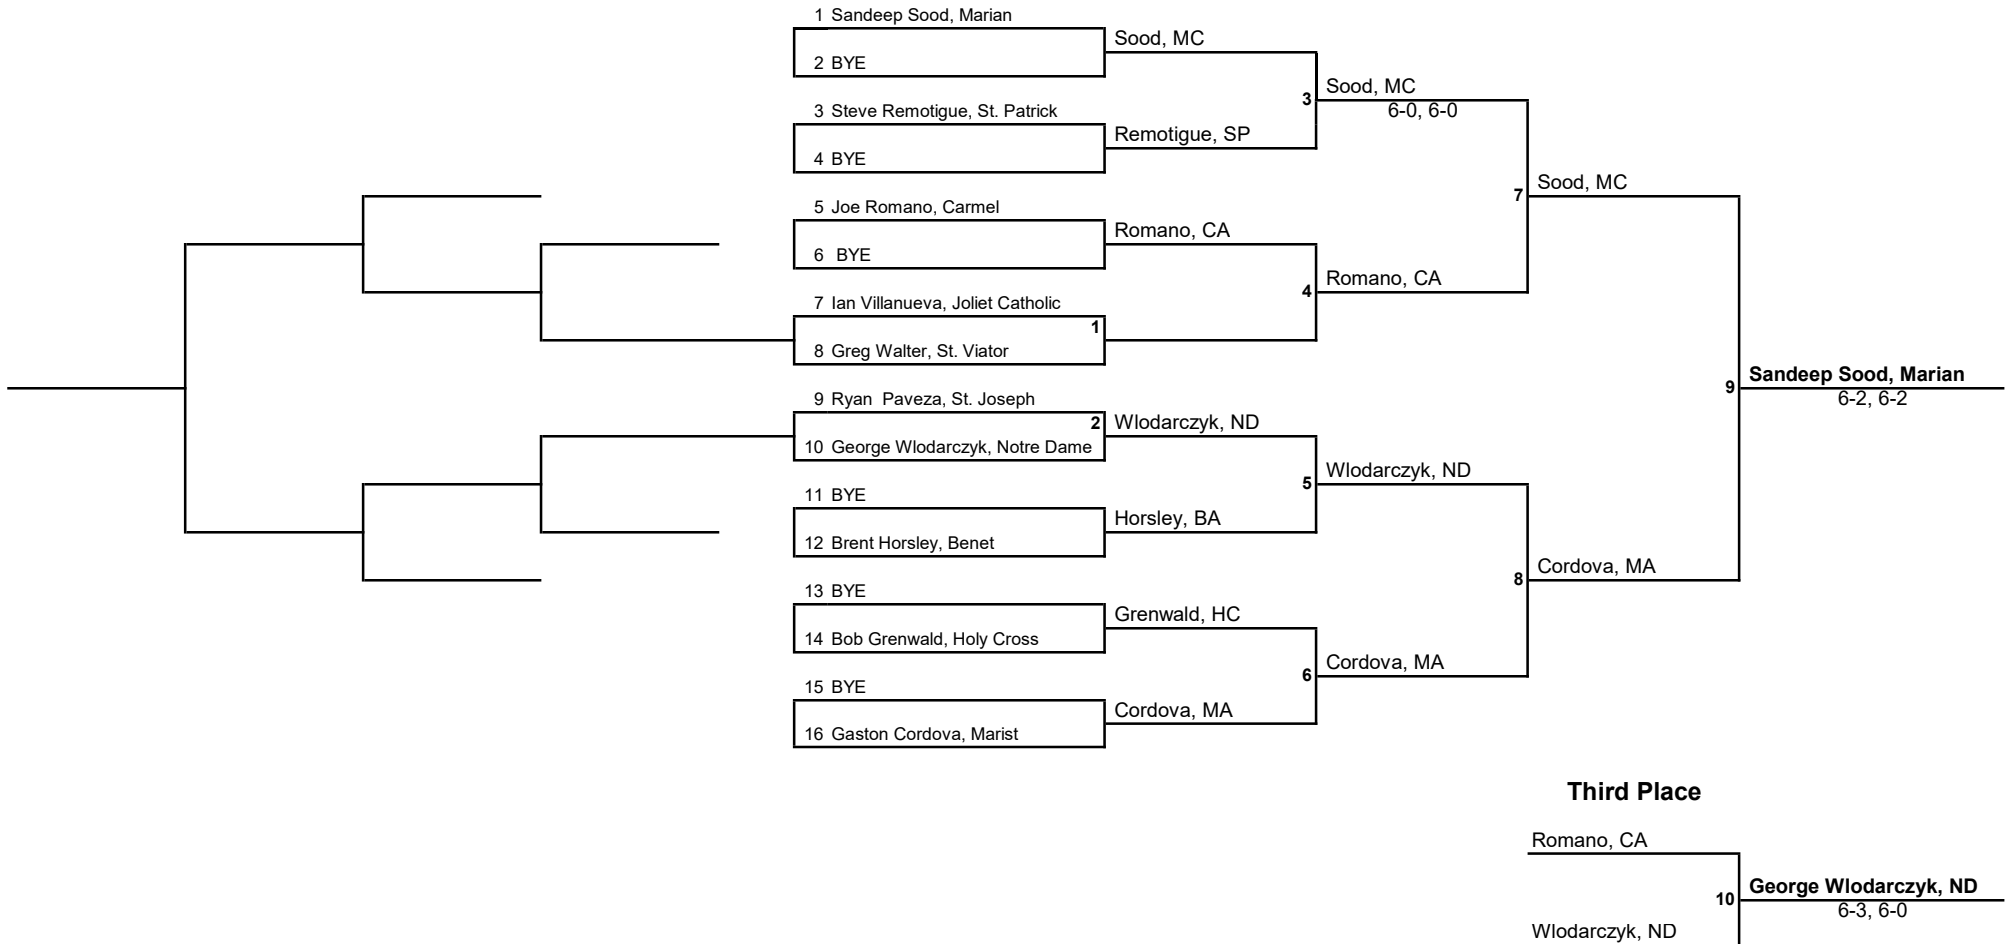 1 Sandeep Sood, Marian
Sood, MC
2 BYE
Sood, MC
3
6-0, 6-0
3 Steve Remotigue, St. Patrick
Remotigue, SP
4 BYE
Sood, MC
7
5 Joe Romano, Carmel
Romano, CA
6 BYE
Romano, CA
4
7 Ian Villanueva, Joliet Catholic
1
8 Greg Walter, St. Viator
Sandeep Sood, Marian
9
6-2, 6-2
9 Ryan Paveza, St. Joseph
2
Wlodarczyk, ND
10 George Wlodarczyk, Notre Dame
Wlodarczyk, ND
5
11 BYE
Horsley, BA
12 Brent Horsley, Benet
Cordova, MA
8
13 BYE
Grenwald, HC
14 Bob Grenwald, Holy Cross
Cordova, MA
6
15 BYE
Cordova, MA
16 Gaston Cordova, Marist
Third Place
Romano, CA
George Wlodarczyk, ND
10
6-3, 6-0
Wlodarczyk, ND